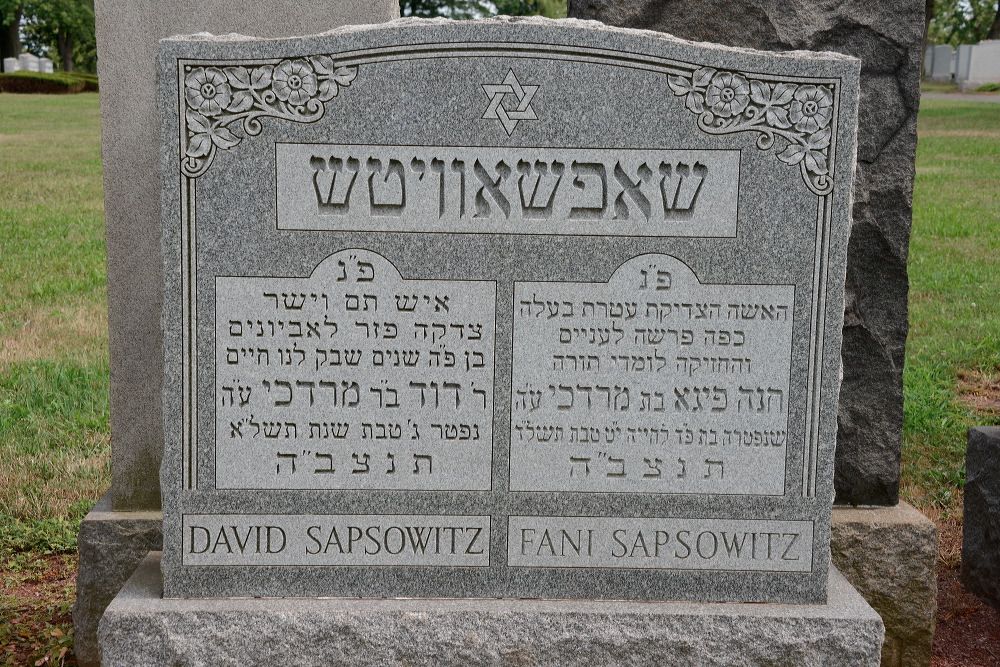 שאפשאוויטש
פ״נ
איש תם וישר
צדקה פזר לאביונים
בן פ״ה שנים שבק לנו חיים
ר׳ דוד ב״ר מרדכי ע״ה
נפטר ג׳ טבת שנת תשל״א
ת נ צ ב״ה
פ״נ
האשה הצדיקת עטרת בעלה
כפה פרשה לעניים
והחזיקה לומדי תורה
חנה פיגא בת מרדכי ע״ה
שנפטרה בת פ״ד לחייה י״ט טבת תשל״ד
ת נ צ ב״ה
DAVID SAPSOWITZ
FANI SAPSOWITZ